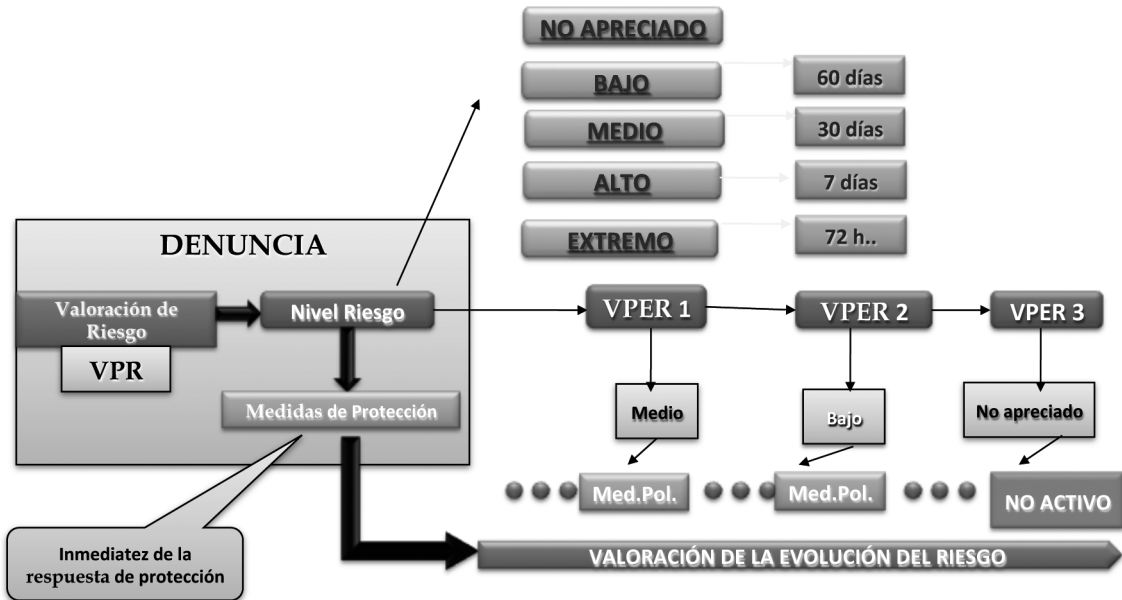 NO APRECIADO
BAJO
60 días
MEDIO
30 días
ALTO
7 días
EXTREMO
72 h..
DENUNCIA
Valoración de
Riesgo
VPR
Nivel Riesgo
Medidas de Protección
VPER 1
VPER 2
VPER 3
Medio
Bajo
No apreciado
Med.Pol.
Med.Pol.
NO ACTIVO
Inmediatez de la
respuesta de protección
VALORACIÓN DE LA EVOLUCIÓN DEL RIESGO